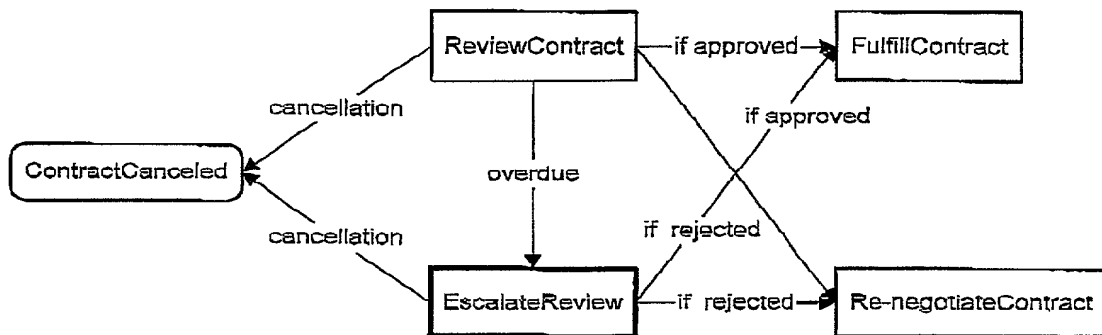 ReviewContract
if approved
FulfillContract
cancellation
if approved
ContractCanceled
overdue
cancellation
if rejected
EscalateReview
if rejected
Re-negotiateContract